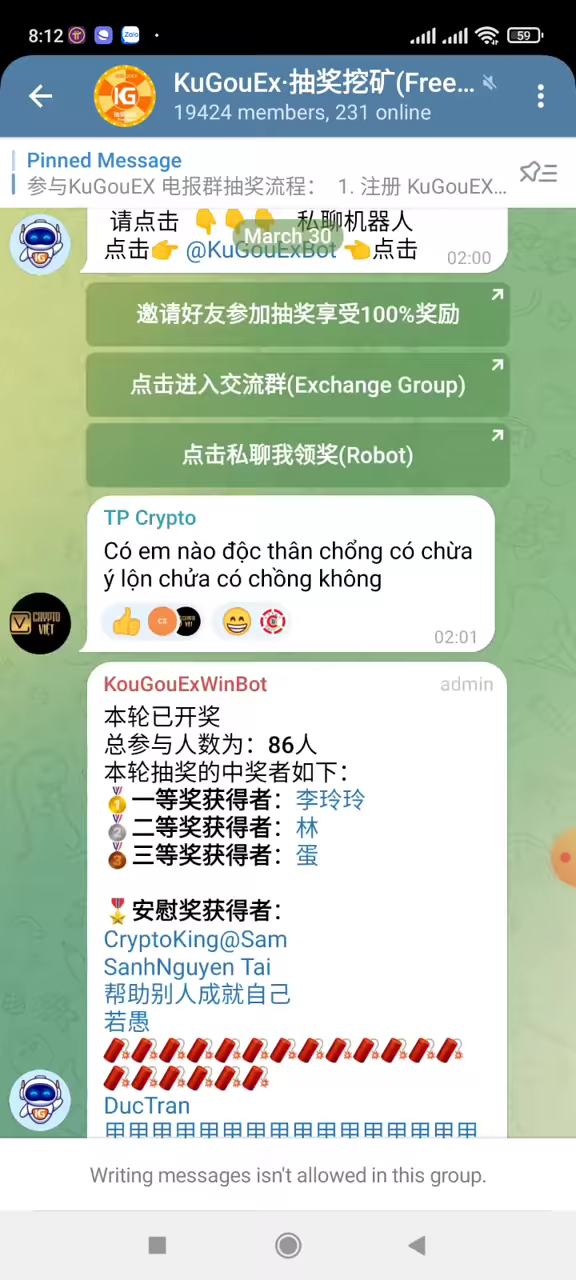 8:12
Zalo
59
KuGouEx·抽奖挖矿(Free...
19424 members, 231 online
Pinned Message
参与KuGouEX 电报群抽奖流程： 1. 注册 KuGouEX...
请点击 👇👇👇 私聊机器人
March 30
点击👉 @KuGouExBot 👈点击
02:00
邀请好友参加抽奖享受100%奖励
点击进入交流群(Exchange Group)
点击私聊我领奖(Robot)
TP Crypto
Có em nào độc thân chổng có chừa
ý lộn chửa có chồng không
CRYPTO
VIỆT
02:01
KouGouExWinBot
admin
本轮已开奖
总参与人数为：86人
本轮抽奖的中奖者如下：
🥇一等奖获得者：李玲玲
🥈二等奖获得者：林
🥉三等奖获得者：蛋
🎖安慰奖获得者：
CryptoKing@Sam
SanhNguyen Tai
帮助别人成就自己
若愚
🧨🧨🧨🧨🧨🧨🧨🧨🧨🧨🧨🧨🧨
🧨🧨🧨🧨🧨🧨
DucTran
Writing messages isn't allowed in this group.